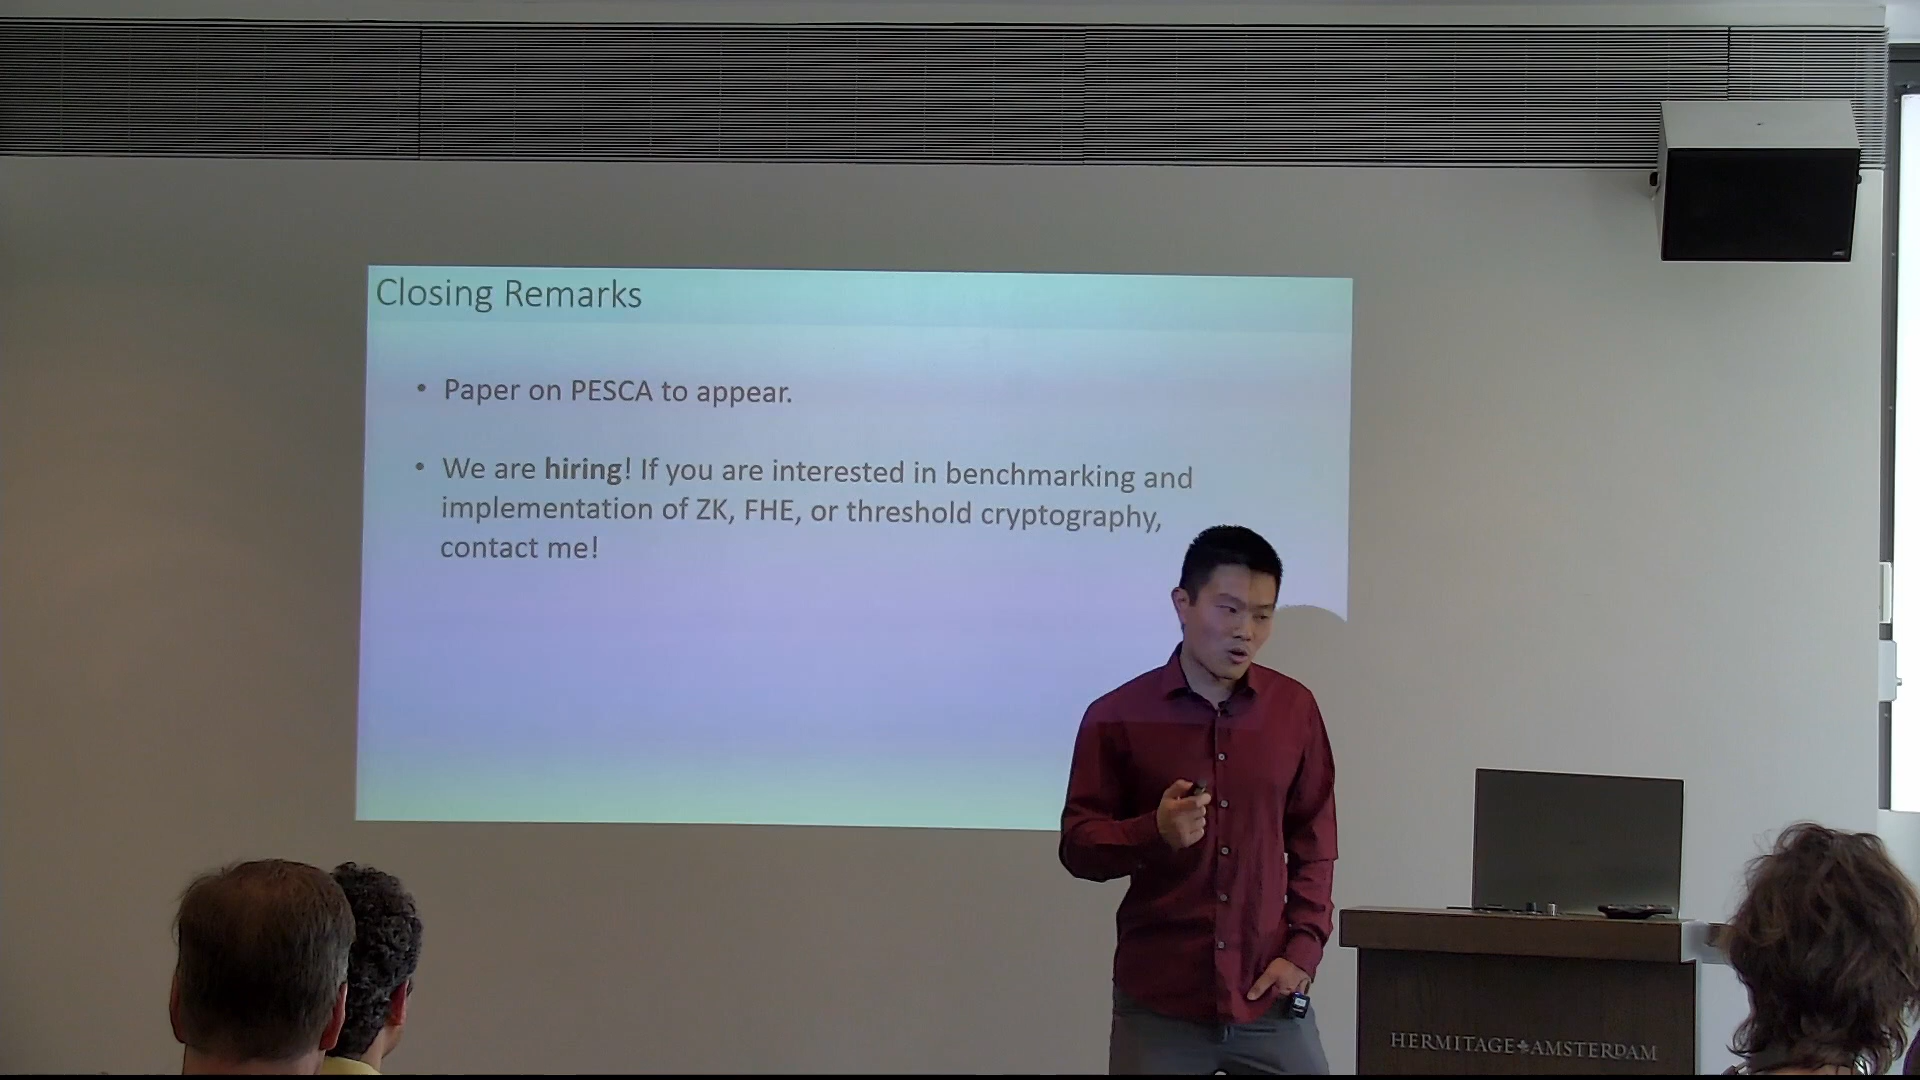 Closing Remarks
• Paper on PESCA to appear.
• We are hiring! If you are interested in benchmarking and
implementation of ZK, FHE, or threshold cryptography,
contact me!
HERMITAGE AMSTERDAM